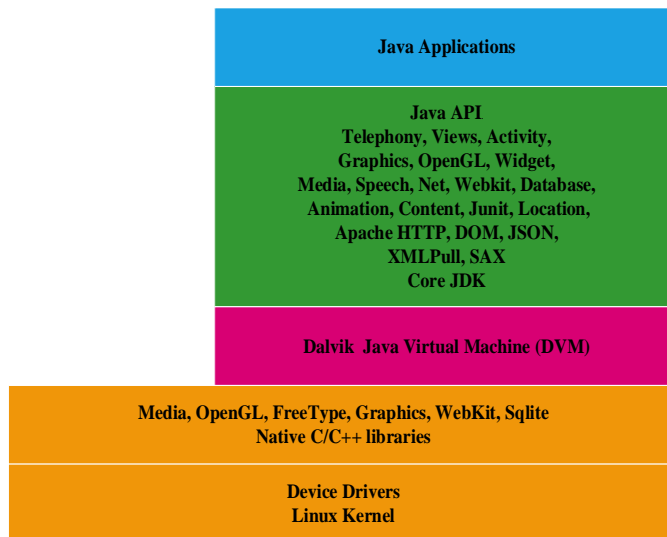 Java Applications
Java API
Telephony, Views, Activity,
Graphics, OpenGL, Widget,
Media, Speech, Net, Webkit, Database,
Animation, Content, Junit, Location,
Apache HTTP, DOM, JSON,
XMLPull, SAX
Core JDK
Dalvik Java Virtual Machine (DVM)
Media, OpenGL, FreeType, Graphics, WebKit, Sqlite
Native C/C++ libraries
Device Drivers
Linux Kernel